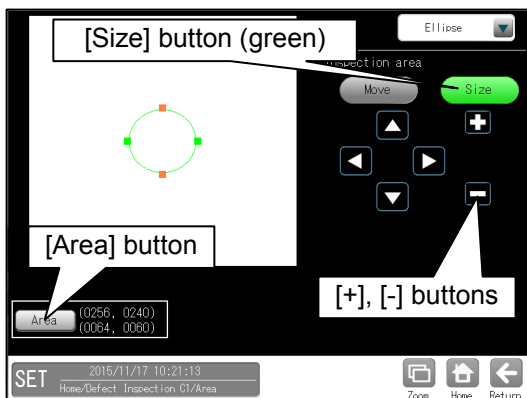 [Size] button (green)
Ellipse
Inspection area
Move
Size
[Area] button
[+], [-] buttons
Area
(0256, 0240)
(0064, 0060)
SET
2015/11/17 10:21:13
Home/Defect Inspection C1/Area
Zoom
Home
Return